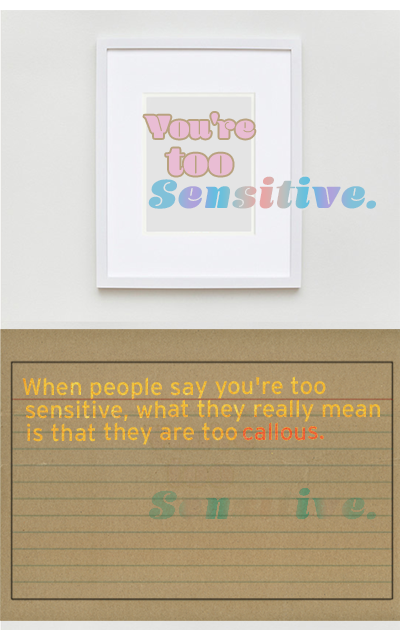 You're
too
Sensitive.
When people say you're too
sensitive, what they really mean
is that they are too callous.
Sensitive.